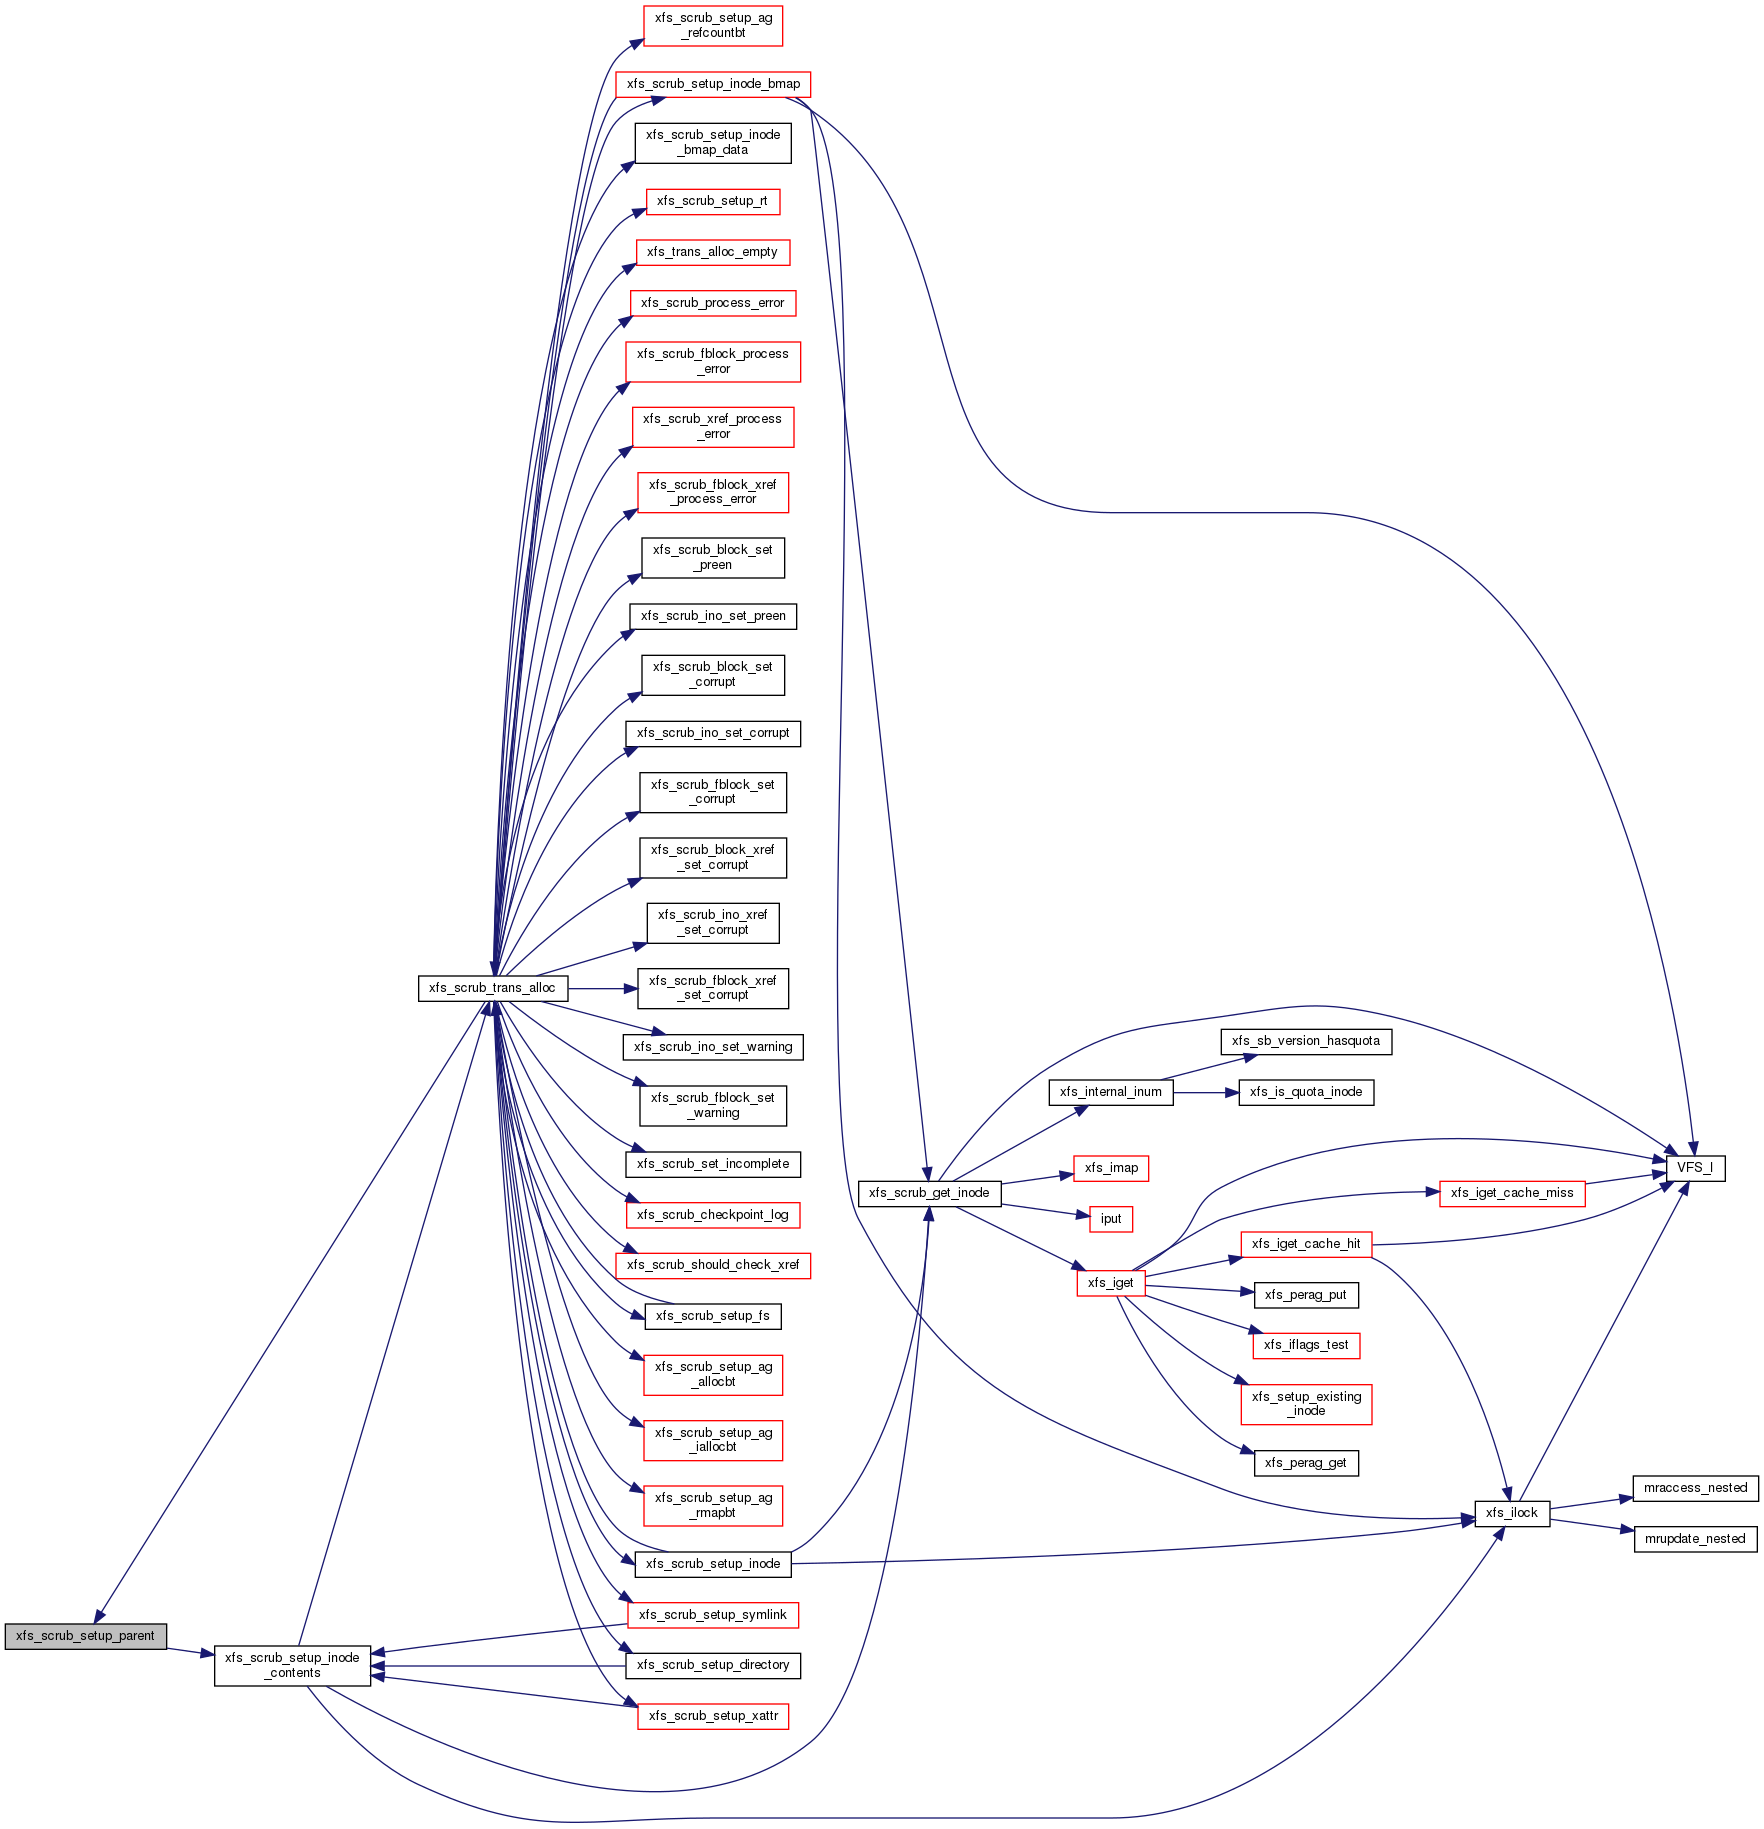 xfs_scrub_setup_ag
_refcountbt
xfs_scrub_setup_inode_bmap
xfs_scrub_setup_inode
_bmap_data
xfs_scrub_setup_rt
xfs_trans_alloc_empty
xfs_scrub_process_error
xfs_scrub_fblock_process
_error
xfs_scrub_xref_process
_error
xfs_scrub_fblock_xref
_process_error
xfs_scrub_block_set
_preen
xfs_scrub_ino_set_preen
xfs_scrub_block_set
_corrupt
xfs_scrub_ino_set_corrupt
xfs_scrub_fblock_set
_corrupt
xfs_scrub_block_xref
_set_corrupt
xfs_scrub_ino_xref
_set_corrupt
xfs_scrub_trans_alloc
xfs_scrub_fblock_xref
_set_corrupt
xfs_scrub_ino_set_warning
xfs_scrub_fblock_set
_warning
xfs_scrub_set_incomplete
xfs_scrub_checkpoint_log
xfs_scrub_should_check_xref
xfs_scrub_setup_fs
xfs_scrub_setup_ag
_allocbt
xfs_scrub_setup_ag
_iallocbt
xfs_scrub_setup_ag
_rmapbt
xfs_scrub_setup_inode
xfs_scrub_setup_symlink
xfs_scrub_setup_directory
xfs_scrub_setup_xattr
xfs_scrub_setup_parent
xfs_scrub_setup_inode
_contents
xfs_scrub_get_inode
xfs_internal_inum
xfs_sb_version_hasquota
xfs_is_quota_inode
xfs_imap
iput
xfs_iget
xfs_iget_cache_miss
xfs_iget_cache_hit
xfs_perag_put
xfs_iflags_test
xfs_setup_existing
_inode
xfs_perag_get
VFS_I
xfs_ilock
mraccess_nested
mrupdate_nested